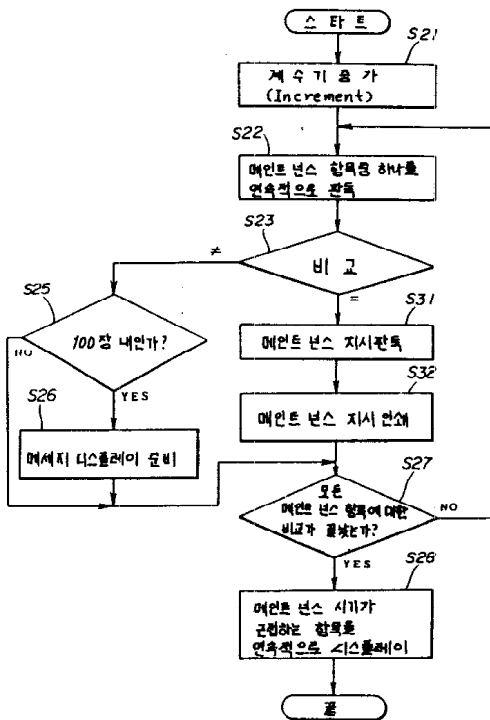 스타트
S21
계수기 증가
(Increment)
S22
메인트넌스 항목중 하나를
연속적으로 판독
S23
비교
≠
=
S25
100장 내인가?
NO
YES
S26
메세지 디스플레이 준비
S31
메인트넌스 지시판독
S32
메인트넌스 지시 인쇄
S27
모든
메인트넌스 항목에 대한
비교가 끝났는가?
NO
YES
S28
메인트넌스 시기가
근접하는 항목를
연속적으로 디스플레이
끝